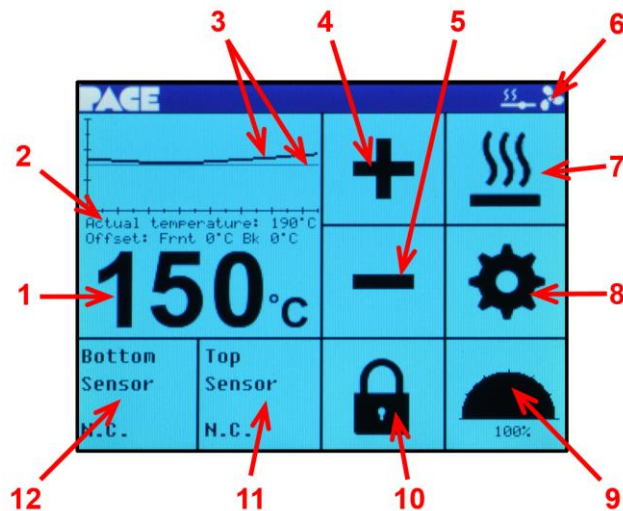 3
4
5
6
PACE
2
7
Actual temperature: 190°C
Offset: Frnt 0°C Bk 0°C
1
150°C
8
Bottom
Sensor
N.C.
Top
Sensor
N.C.
100%
12
11
10
9